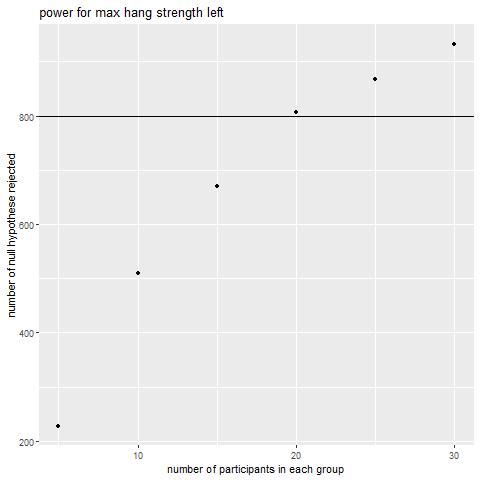 power for max hang strength left
number of null hypothese rejected
800
600
400
200
10
20
30
number of participants in each group